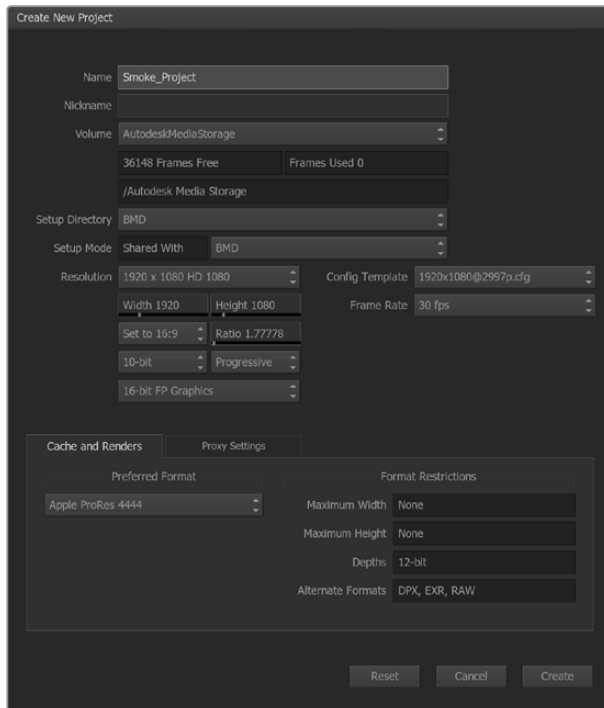 Create New Project
Name Smoke_Project
Nickname
Volume AutodeskMediaStorage
36148 Frames Free Frames Used 0
/Autodesk Media Storage
Setup Directory BMD
Setup Mode Shared With BMD
Resolution 1920 x 1080 HD 1080 Config Template 1920x1080@2997p.cfg
Width 1920 Height 1080 Frame Rate 30 fps
Set to 16:9 Ratio 1.77778
10-bit Progressive
16-bit FP Graphics
Cache and Renders Proxy Settings
Preferred Format Format Restrictions
Apple ProRes 4444 Maximum Width None
Maximum Height None
Depths 12-bit
Alternate Formats DPX, EXR, RAW
Reset Cancel Create